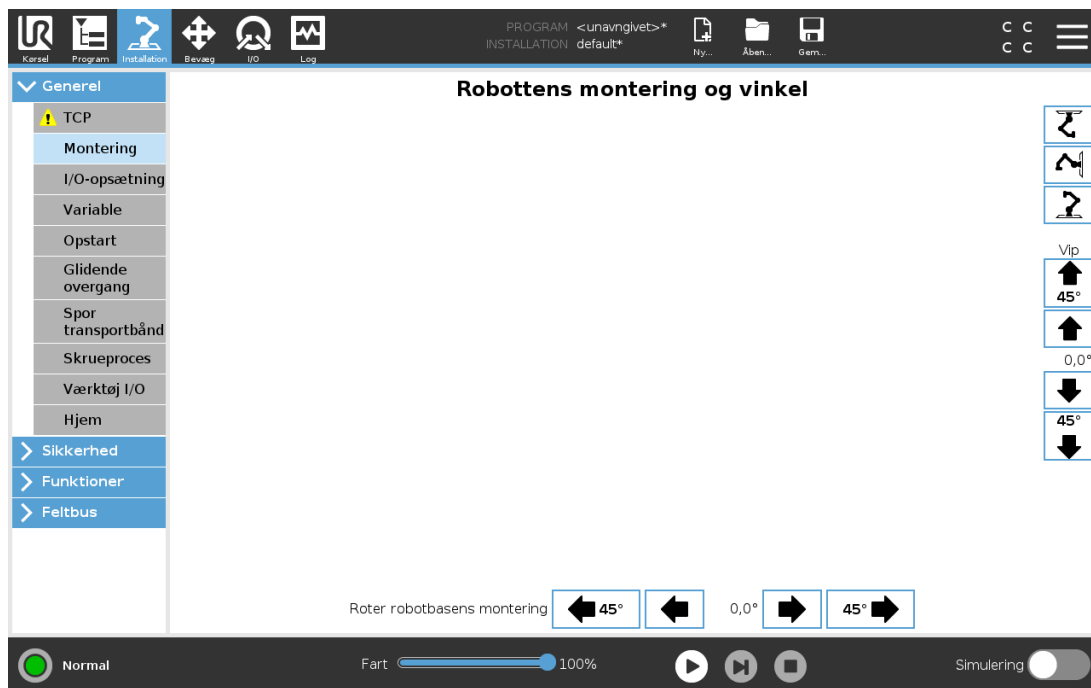 PROGRAM <unavngivet>*
INSTALLATION default*
C C
C C
Kørsel Program Installation Bevæg I/O Log Ny... Åben... Gem...
Generel
TCP
Montering
I/O-opsætning
Variable
Opstart
Glidende
overgang
Spor
transportbånd
Skrueproces
Værktøj I/O
Hjem
Sikkerhed
Funktioner
Feltbus
Robottens montering og vinkel
Vip
45°
0,0°
45°
Roter robotbasens montering 45° 0,0° 45°
Normal Fart 100% Simulering